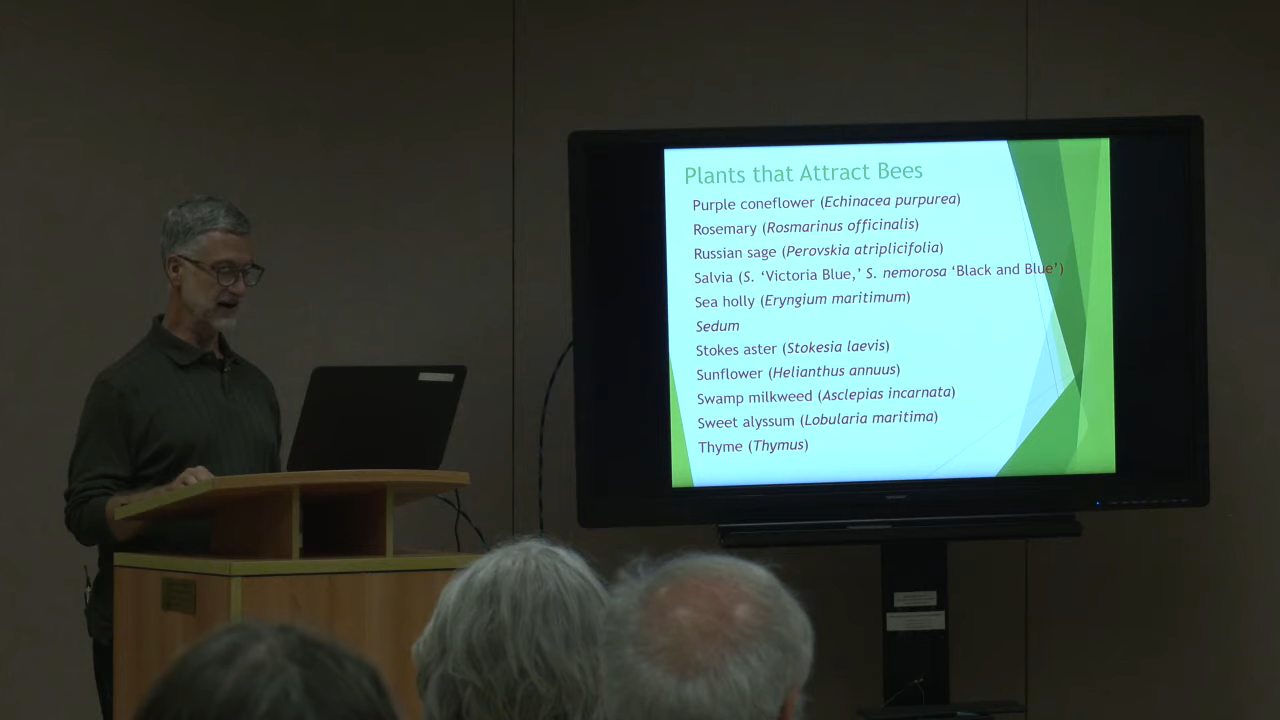 Plants that Attract Bees
Purple coneflower (Echinacea purpurea)
Rosemary (Rosmarinus officinalis)
Russian sage (Perovskia atriplicifolia)
Salvia (S. ‘Victoria Blue,’ S. nemorosa ‘Black and Blue’)
Sea holly (Eryngium maritimum)
Sedum
Stokes aster (Stokesia laevis)
Sunflower (Helianthus annuus)
Swamp milkweed (Asclepias incarnata)
Sweet alyssum (Lobularia maritima)
Thyme (Thymus)